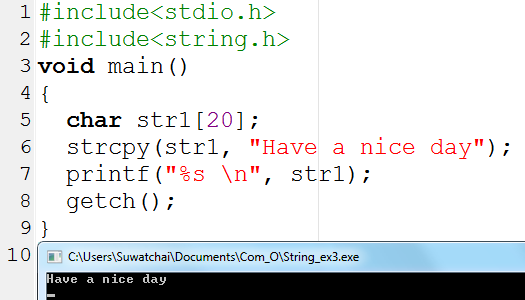 1 #include<stdio.h>
2 #include<string.h>
3 void main()
4 {
5 char str1[20];
6 strcpy(str1, "Have a nice day");
7 printf("%s \n", str1);
8 getch();
9 }
10
C:\Users\Suwatchai\Documents\Com_O\String_ex3.exe
Have a nice day